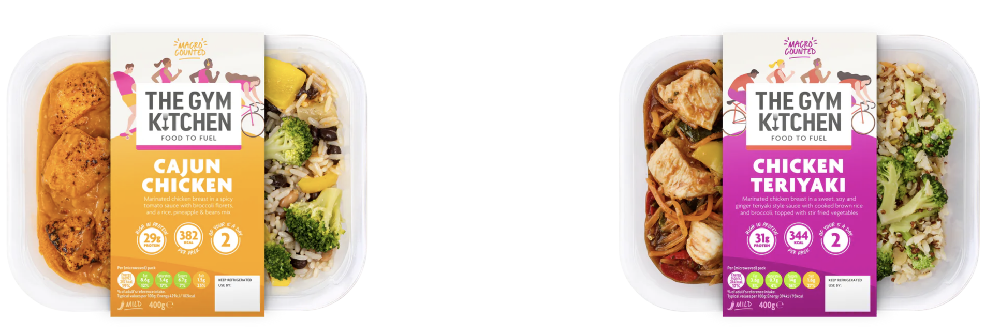 MACRO
COUNTED
THE GYM
KITCHEN
FOOD TO FUEL
CAJUN
CHICKEN
Marinated chicken breast in a spicy
tomato sauce with broccoli florets,
and a rice, pineapple & beans mix
HIGH IN PROTEIN
29g
PROTEIN
382
KCAL
PER PACK
OF YOUR 5 A DAY
2
Per (microwaved) pack
Energy
382 kcal
19%
Fat
8.6g
12%
Saturates
3.4g
17%
Sugars
6.7g
7%
Salt
1.5g
25%
% of adult's reference intake.
Typical values per 100g: Energy 429kJ / 102kcal
MILD
400g e
KEEP REFRIGERATED
USE BY:
MACRO
COUNTED
THE GYM
KITCHEN
FOOD TO FUEL
CHICKEN
TERIYAKI
Marinated chicken breast in a sweet, soy and
ginger teriyaki style sauce with cooked brown rice
and broccoli, topped with stir fried vegetables
HIGH IN PROTEIN
31g
PROTEIN
344
KCAL
PER PACK
OF YOUR 5 A DAY
2
Per (microwaved) pack
Energy
344 kcal
17%
Fat
3.6g
5%
Saturates
0.7g
4%
Sugars
14g
16%
Salt
1.6g
27%
% of adult's reference intake.
Typical values per 100g: Energy 394kJ / 93kcal
MILD
400g e
KEEP REFRIGERATED
USE BY: